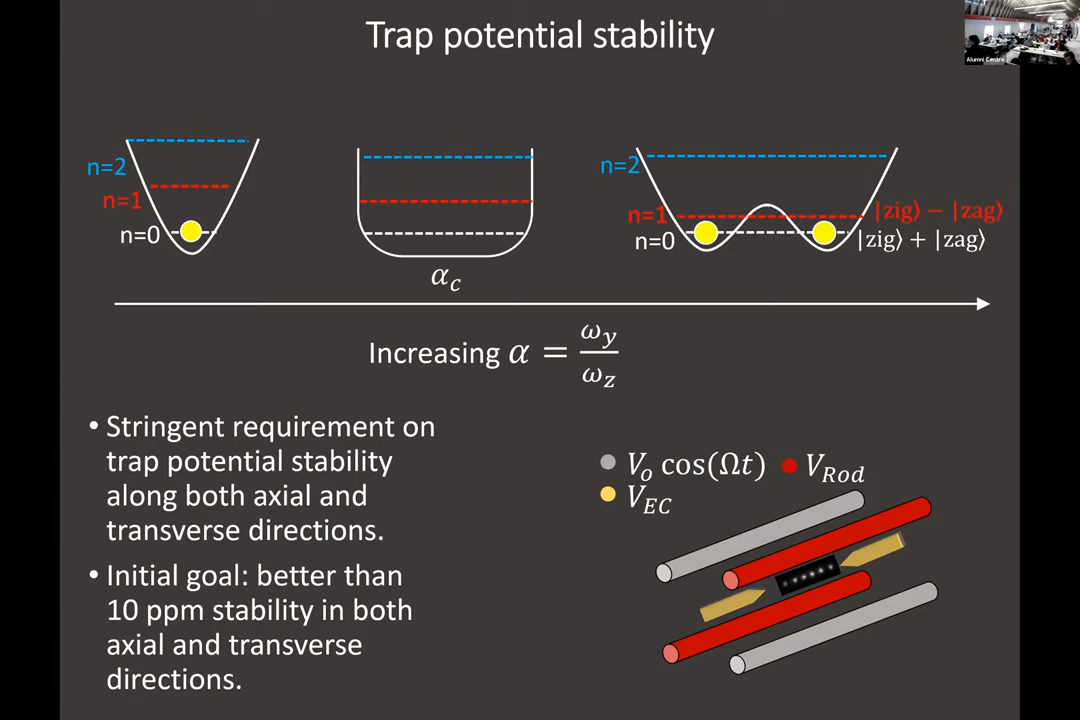 Trap potential stability
Alumni Centre
n=2
n=1
n=0
α_c
n=2
n=1
n=0
|zig⟩ − |zag⟩
|zig⟩ + |zag⟩
Increasing α = ω_y / ω_z
• Stringent requirement on
trap potential stability
along both axial and
transverse directions.
• Initial goal: better than
10 ppm stability in both
axial and transverse
directions.
V_o cos(Ωt)
V_Rod
V_EC